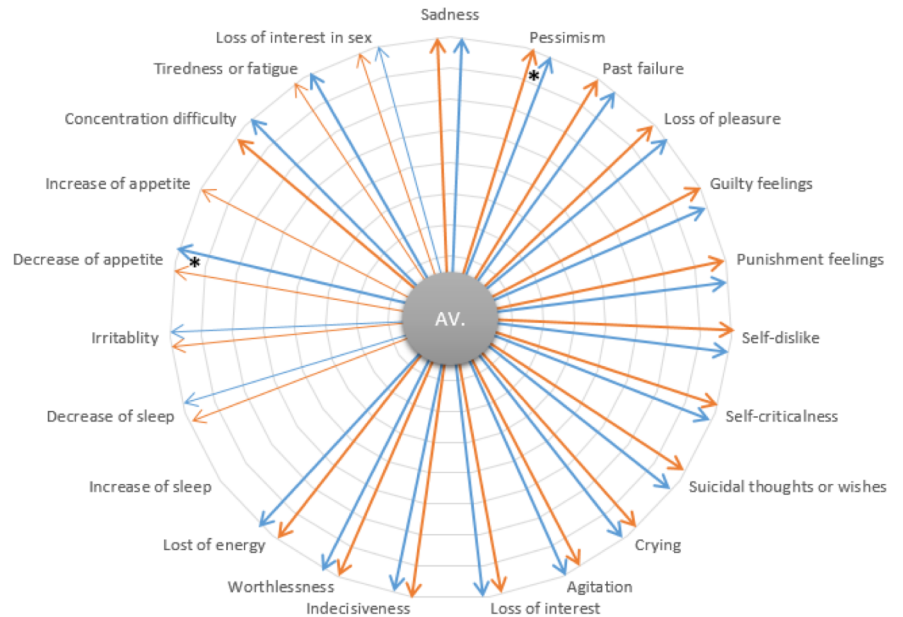 Sadness
Loss of interest in sex
Pessimism
Tiredness or fatigue
Past failure
*
Concentration difficulty
Loss of pleasure
Increase of appetite
Guilty feelings
Decrease of appetite
*
Punishment feelings
AV.
Irritablity
Self-dislike
Decrease of sleep
Self-criticalness
Increase of sleep
Suicidal thoughts or wishes
Lost of energy
Crying
Worthlessness
Agitation
Indecisiveness
Loss of interest